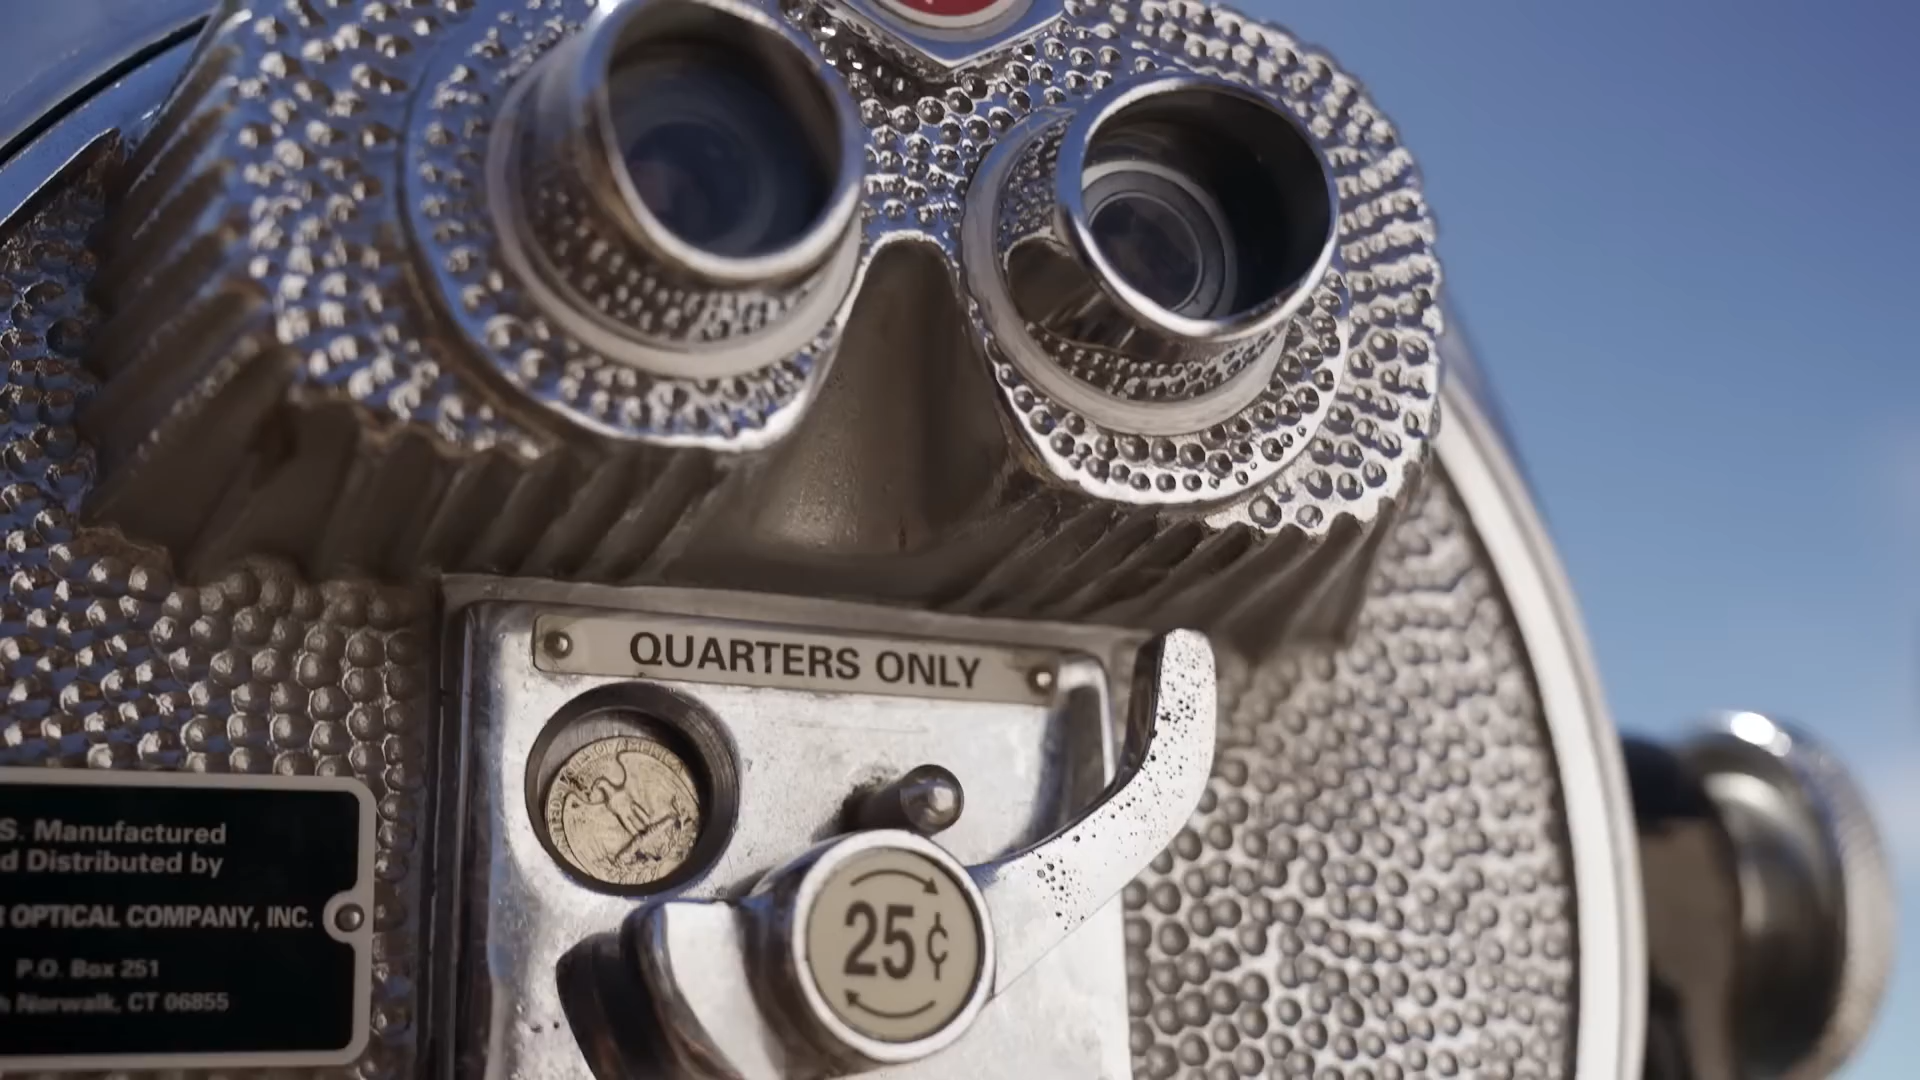 QUARTERS ONLY
25¢
S. Manufactured
d Distributed by
OPTICAL COMPANY, INC.
P.O. Box 251
Norwalk, CT 06855